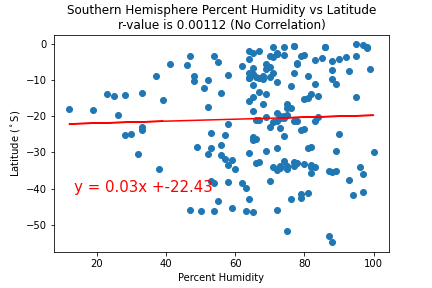 Southern Hemisphere Percent Humidity vs Latitude
r-value is 0.00112 (No Correlation)
Latitude (°S)
0
−10
−20
−30
−40
−50
y = 0.03x +-22.43
20
40
60
80
100
Percent Humidity